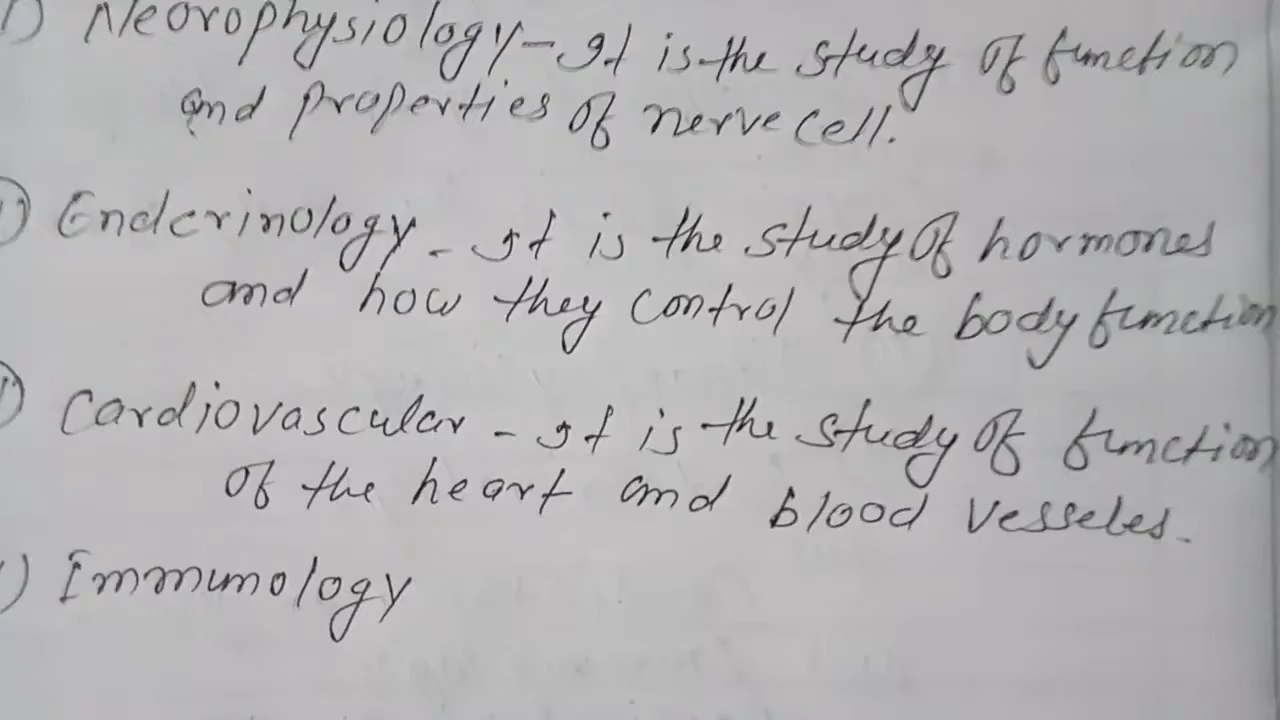 1) Neorophysiology - It is the study of function
and properties of nerve cell.
) Enderinology - It is the study of hormones
and how they control the body function
) Cardiovascular - It is the study of function
of the heart and blood vesseles.
) Immunology